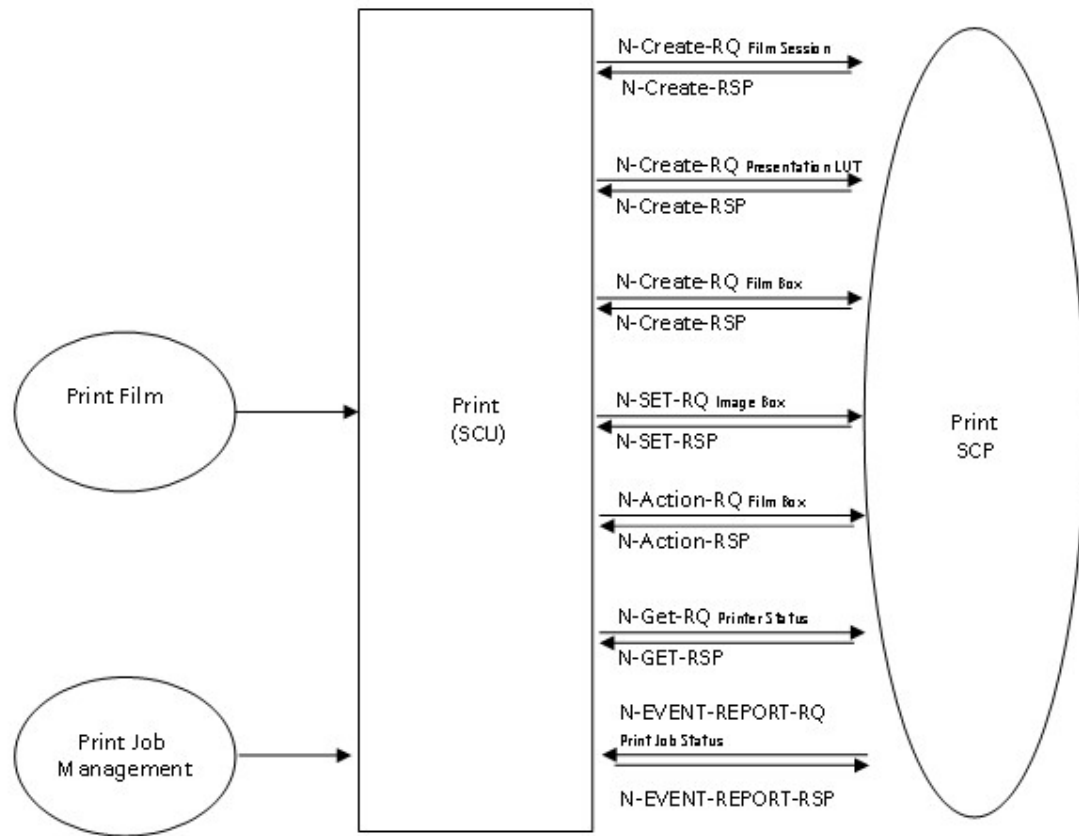 N-Create-RQ Film Session
N-Create-RSP
N-Create-RQ Presentation LUT
N-Create-RSP
N-Create-RQ Film Box
N-Create-RSP
Print Film
Print
(SCU)
N-SET-RQ Image Box
N-SET-RSP
Print
SCP
N-Action-RQ Film Box
N-Action-RSP
N-Get-RQ Printer Status
N-GET-RSP
Print Job
Management
N-EVENT-REPORT-RQ
Print Job Status
N-EVENT-REPORT-RSP